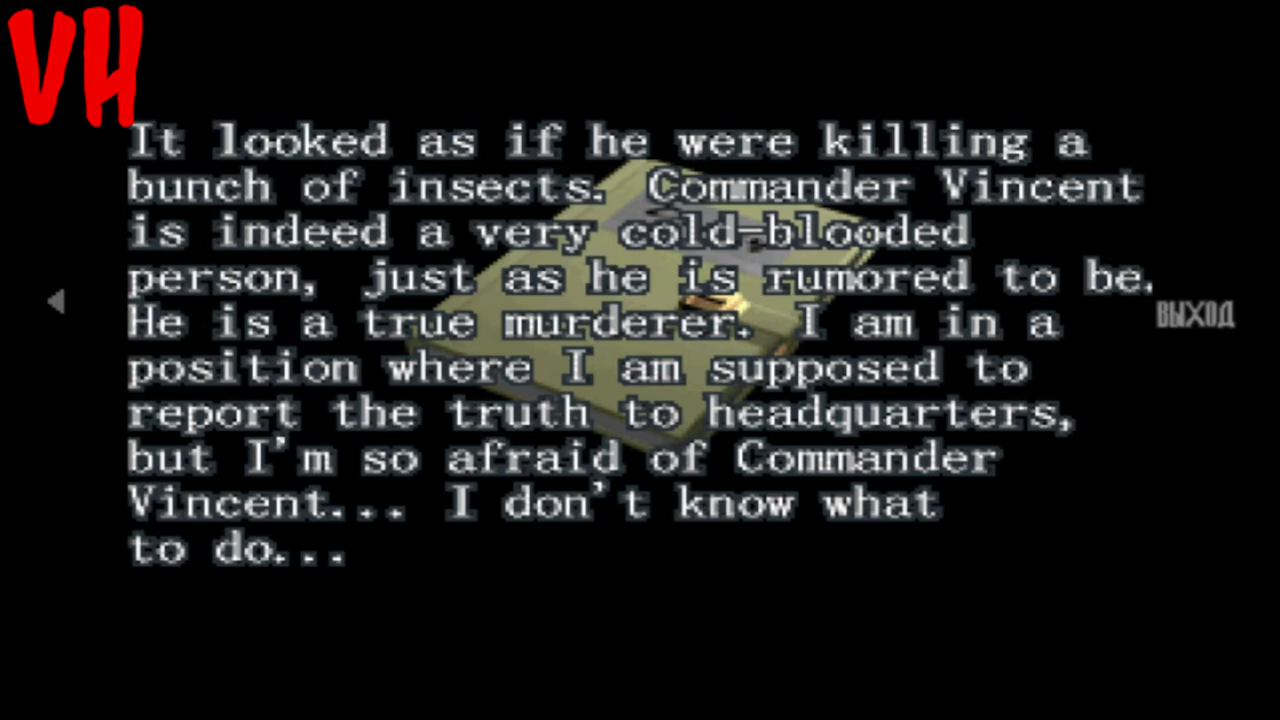 VH
It looked as if he were killing a
bunch of insects. Commander Vincent
is indeed a very cold-blooded
person, just as he is rumored to be.
He is a true murderer. I am in a
position where I am supposed to
report the truth to headquarters,
but I'm so afraid of Commander
Vincent... I don't know what
to do...
ВЫХОД